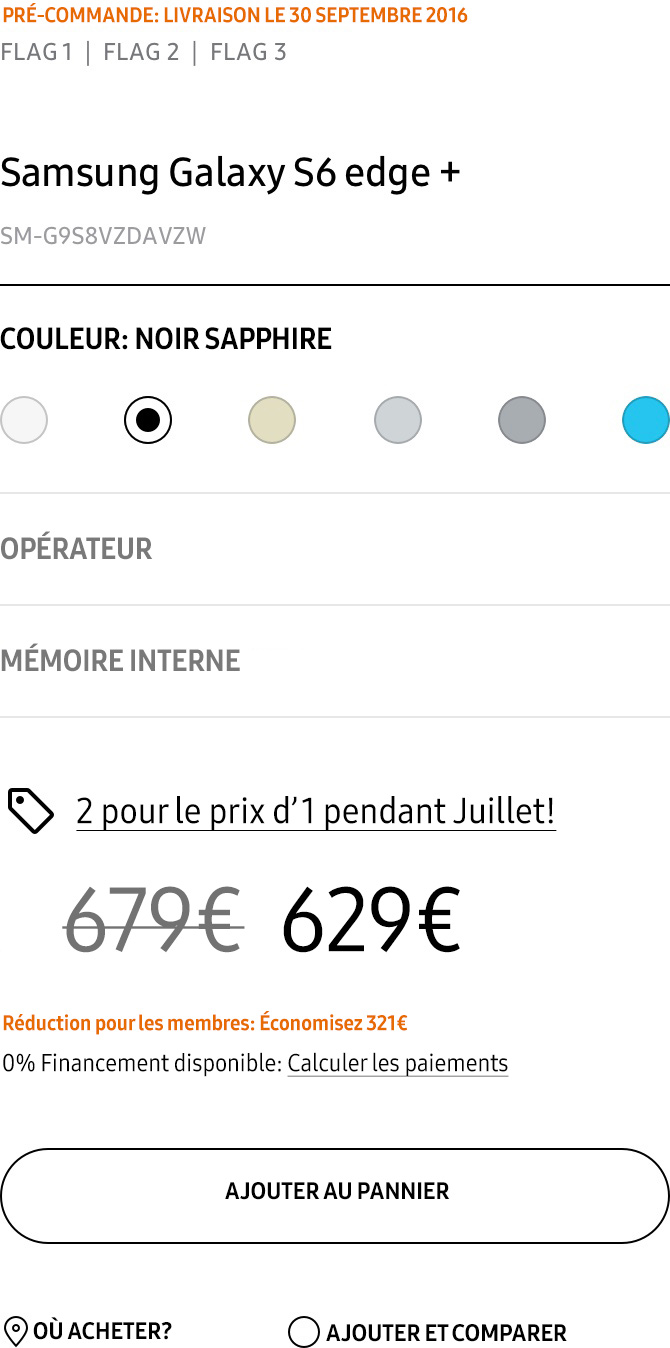 PRÉ-COMMANDE: LIVRAISON LE 30 SEPTEMBRE 2016
FLAG 1 | FLAG 2 | FLAG 3
Samsung Galaxy S6 edge +
SM-G9S8VZDAVZW
COULEUR: NOIR SAPPHIRE
OPÉRATEUR
MÉMOIRE INTERNE
2 pour le prix d’1 pendant Juillet!
679€ 629€
Réduction pour les membres: Économisez 321€
0% Financement disponible: Calculer les paiements
AJOUTER AU PANNIER
OÙ ACHETER? AJOUTER ET COMPARER